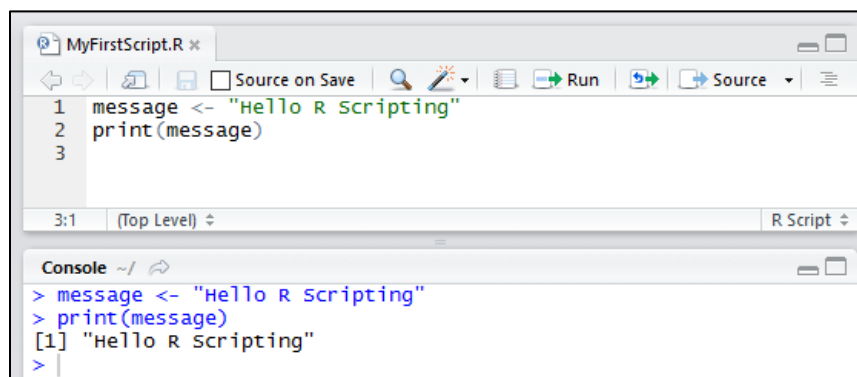 MyFirstScript.R
Source on Save Run Source
1 message <- "Hello R Scripting"
2 print(message)
3
3:1 (Top Level) R Script
Console ~/
> message <- "Hello R Scripting"
> print(message)
[1] "Hello R Scripting"
>